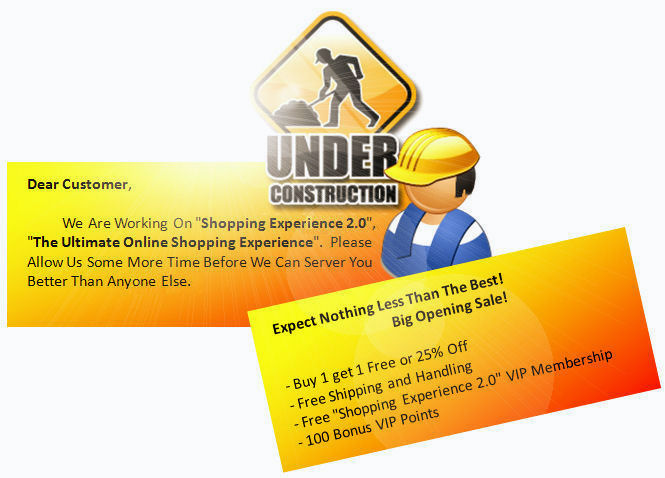 UNDER
CONSTRUCTION
Dear Customer,
We Are Working On "Shopping Experience 2.0",
"The Ultimate Online Shopping Experience". Please
Allow Us Some More Time Before We Can Server You
Better Than Anyone Else.
Expect Nothing Less Than The Best!
Big Opening Sale!
- Buy 1 get 1 Free or 25% Off
- Free Shipping and Handling
- Free "Shopping Experience 2.0" VIP Membership
- 100 Bonus VIP Points